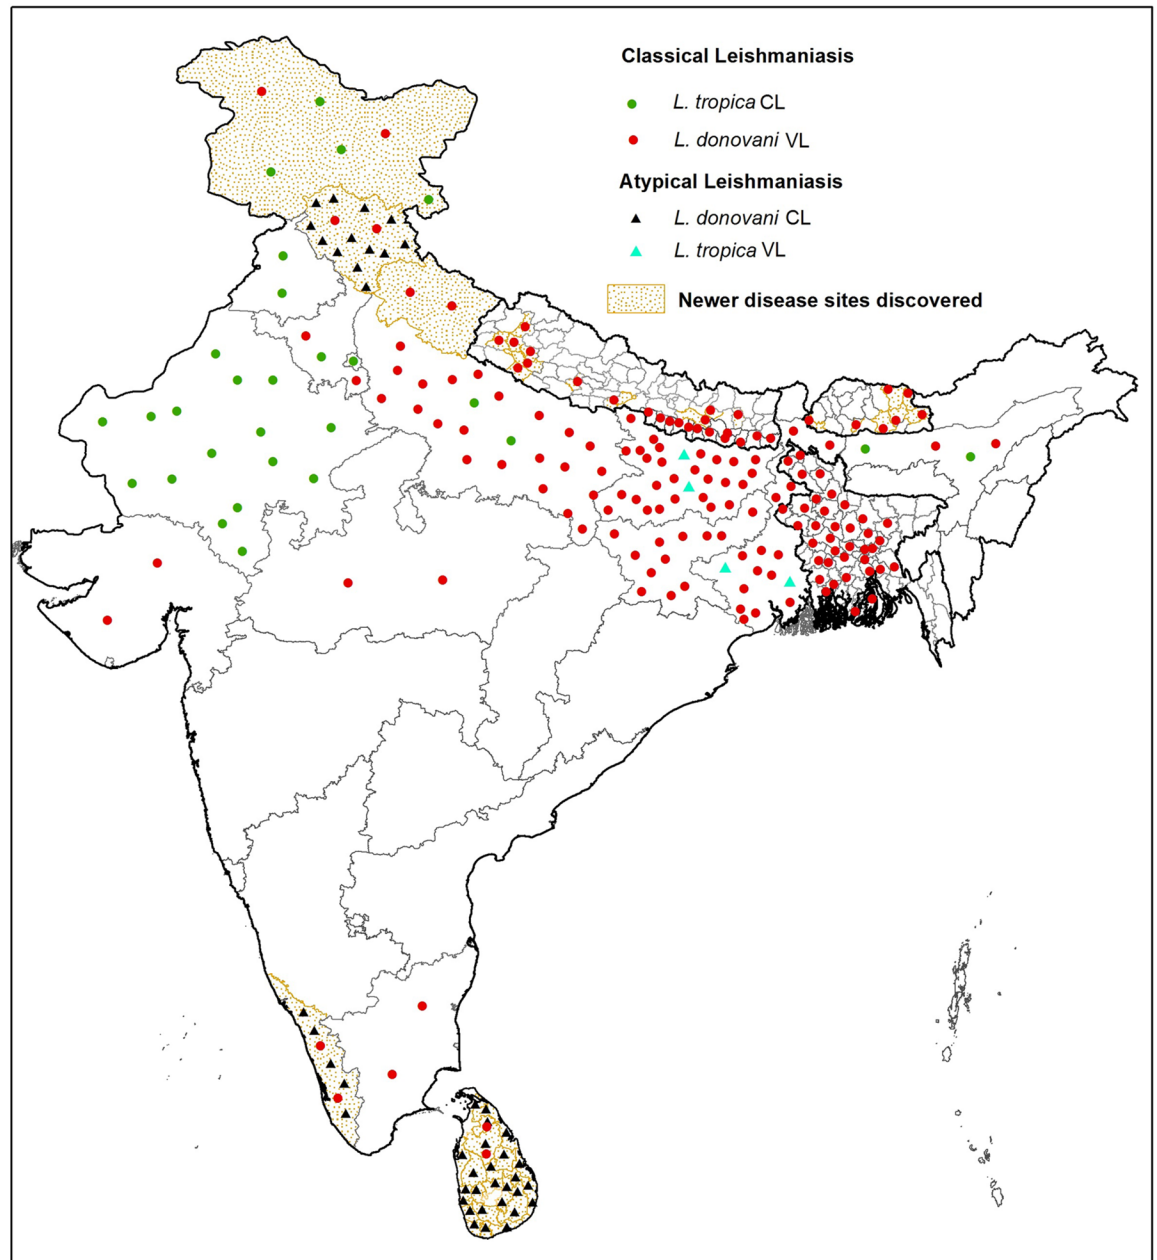 Classical Leishmaniasis
L. tropica CL
L. donovani VL
Atypical Leishmaniasis
L. donovani CL
L. tropica VL
Newer disease sites discovered